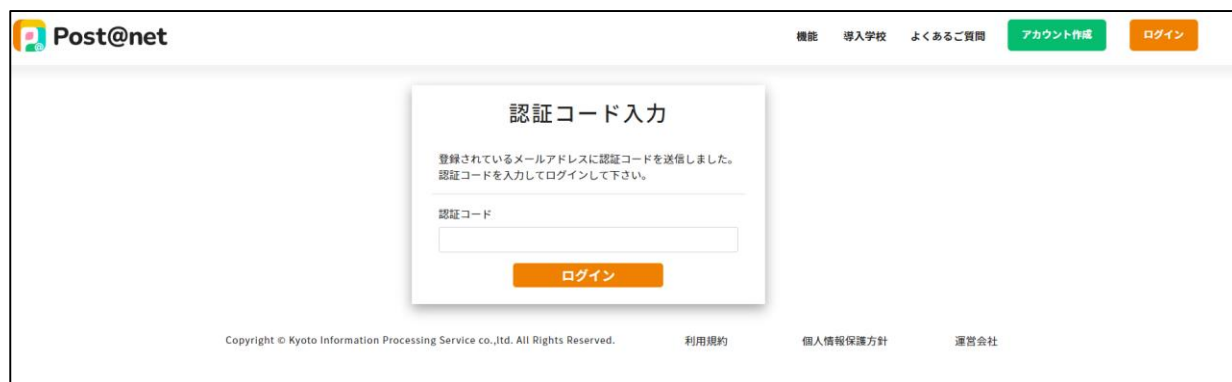 Post@net
機能 導入学校 よくあるご質問 アカウント作成 ログイン
認証コード入力
登録されているメールアドレスに認証コードを送信しました。
認証コードを入力してログインして下さい。
認証コード
ログイン
Copyright © Kyoto Information Processing Service co.,ltd. All Rights Reserved. 利用規約 個人情報保護方針 運営会社